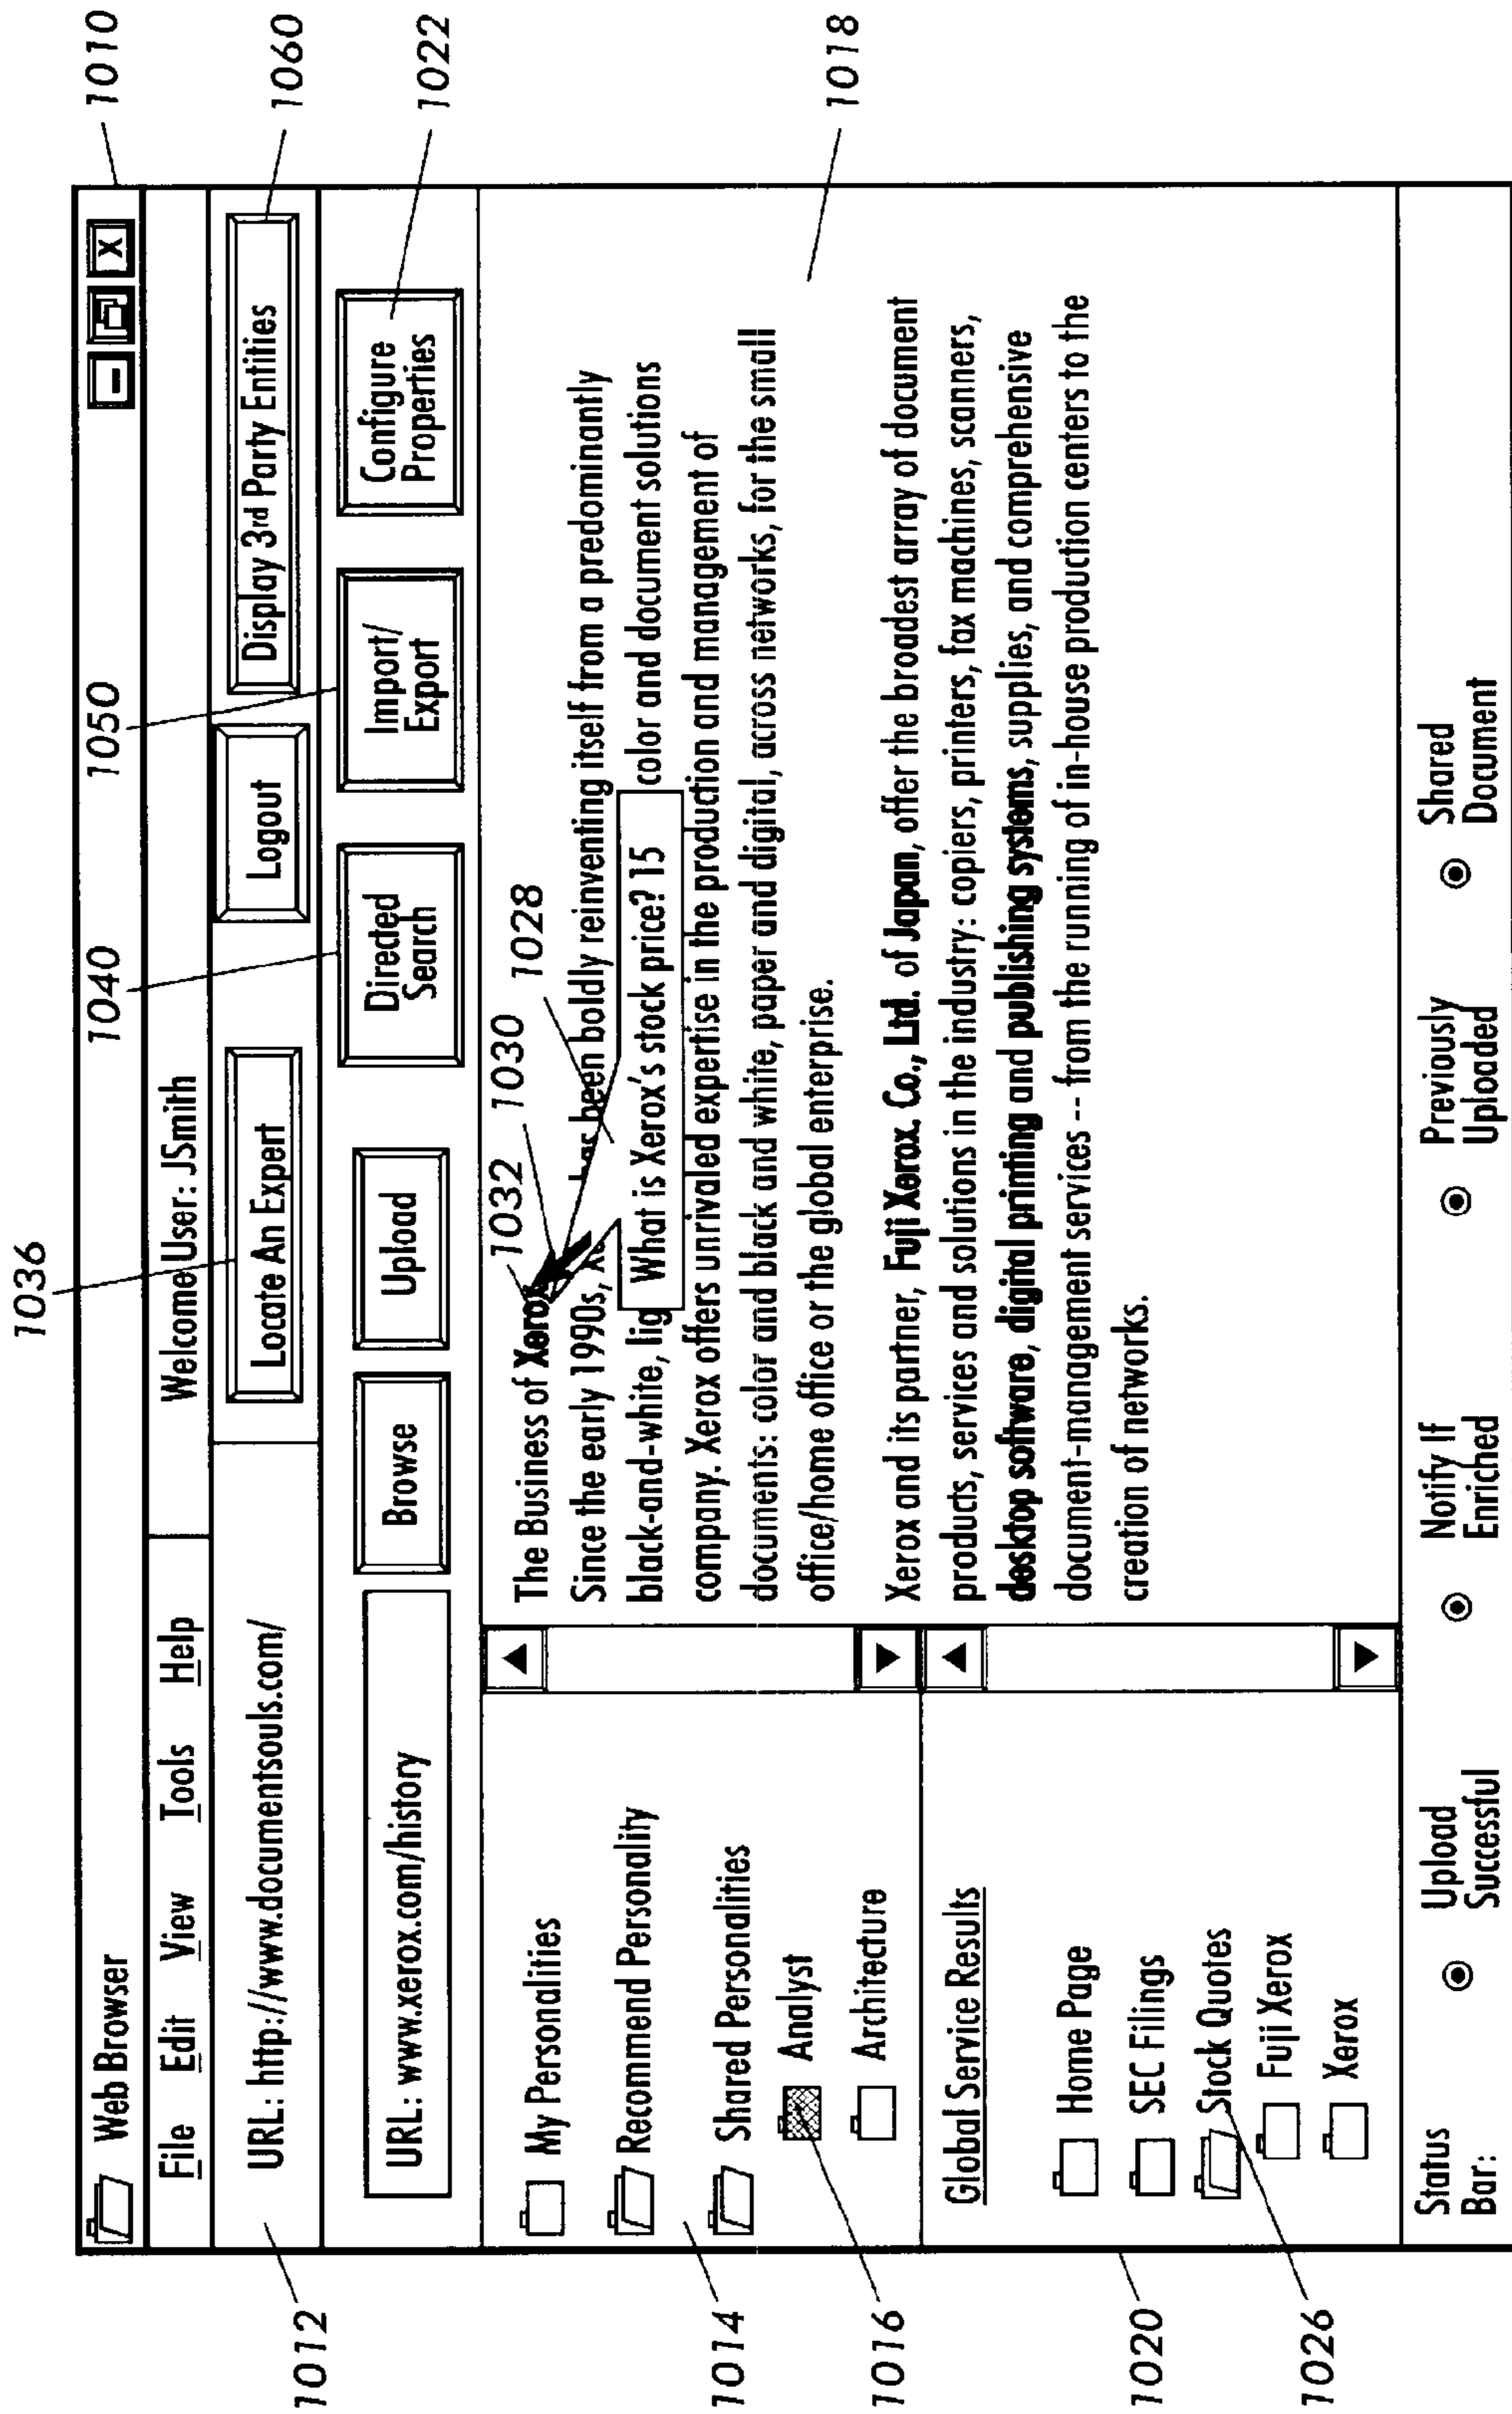 1036
1040
1050
1010
1060
1022
1018
1012
1014
1016
1020
1026
1032
1030
1028
Web Browser
File Edit View Tools Help
Welcome User: JSmith
URL: http://www.documentsouls.com/
Locate An Expert
Logout
Display 3rd Party Entities
URL: www.xerox.com/history
Browse
Upload
Directed
Search
Import/
Export
Configure
Properties
My Personalities
Recommend Personality
Shared Personalities
Analyst
Architecture
Global Service Results
Home Page
SEC Filings
Stock Quotes
Fuji Xerox
Xerox
The Business of Xerox
Since the early 1990s, has been boldly reinventing itself from a predominantly
black-and-white, lig color and document solutions
What is Xerox's stock price? 15
company. Xerox offers unrivaled expertise in the production and management of
documents: color and black and white, paper and digital, across networks, for the small
office/home office or the global enterprise.
Xerox and its partner, Fuji Xerox. Co., Ltd. of Japan, offer the broadest array of document
products, services and solutions in the industry: copiers, printers, fax machines, scanners,
desktop software, digital printing and publishing systems, supplies, and comprehensive
document-management services -- from the running of in-house production centers to the
creation of networks.
Status
Bar:
Upload
Successful
Notify If
Enriched
Previously
Uploaded
Shared
Document